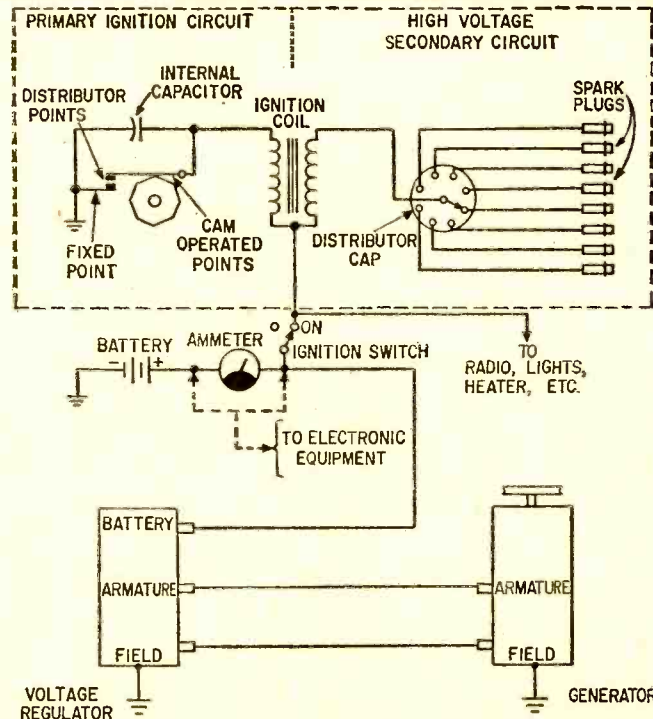 PRIMARY IGNITION CIRCUIT
HIGH VOLTAGE
SECONDARY CIRCUIT
INTERNAL
CAPACITOR
DISTRIBUTOR
POINTS
IGNITION
COIL
SPARK
PLUGS
FIXED
POINT
CAM
OPERATED
POINTS
DISTRIBUTOR
CAP
O
ON
IGNITION SWITCH
BATTERY
- +
AMMETER
TO
RADIO, LIGHTS,
HEATER, ETC.
TO ELECTRONIC
EQUIPMENT
BATTERY
ARMATURE
FIELD
VOLTAGE
REGULATOR
ARMATURE
FIELD
GENERATOR